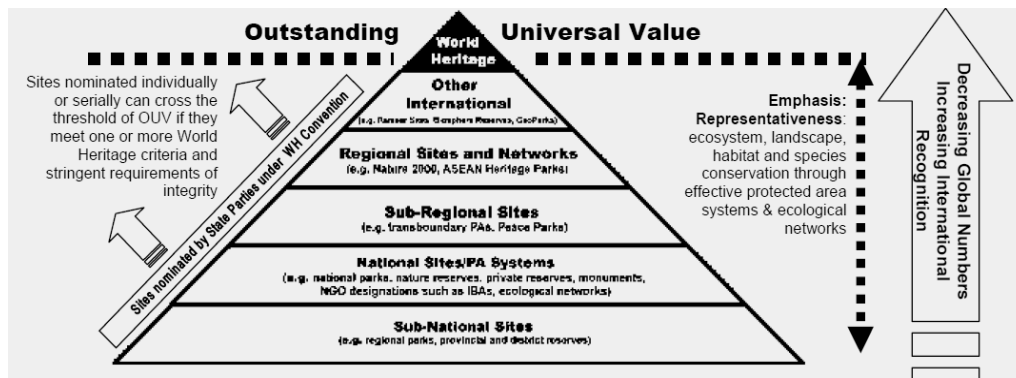 Outstanding Universal Value
World
Heritage
Sites nominated individually
or serially can cross the
threshold of OUV if they
meet one or more World
Heritage criteria and
stringent requirements of
integrity
Sites nominated by State Parties under WH Convention
Other
International
(e.g. Ramsar Sites, Biosphere Reserves, GeoParks)
Regional Sites and Networks
(e.g. Nature 2000, ASEAN Heritage Parks)
Sub-Regional Sites
(e.g. transboundary PAs, Peace Parks)
National Sites/PA Systems
(e.g. national parks, nature reserves, private reserves, monuments,
NGO designations such as IBAs, ecological networks)
Sub-National Sites
(e.g. regional parks, provincial and district reserves)
Emphasis:
Representativeness:
ecosystem, landscape,
habitat and species
conservation through
effective protected area
systems & ecological
networks
Decreasing Global Numbers
Increasing International
Recognition